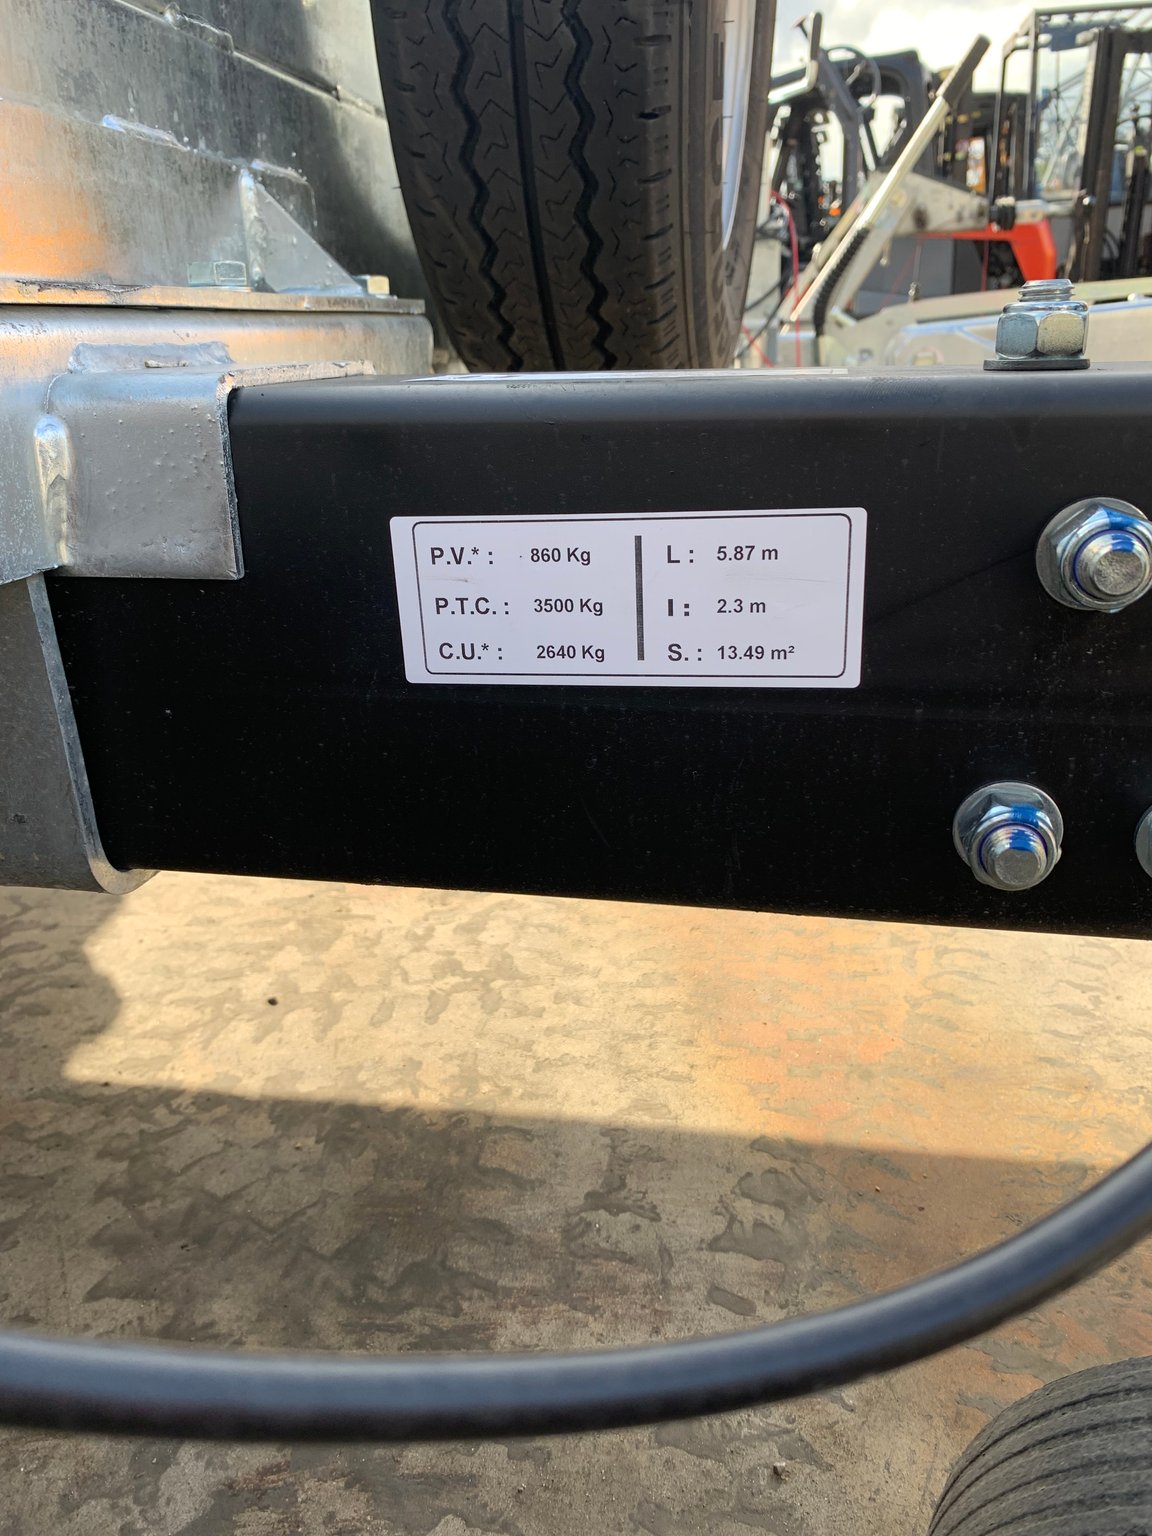 P.V.* : 860 Kg
P.T.C. : 3500 Kg
C.U.* : 2640 Kg
L : 5.87 m
l : 2.3 m
S. : 13.49 m²